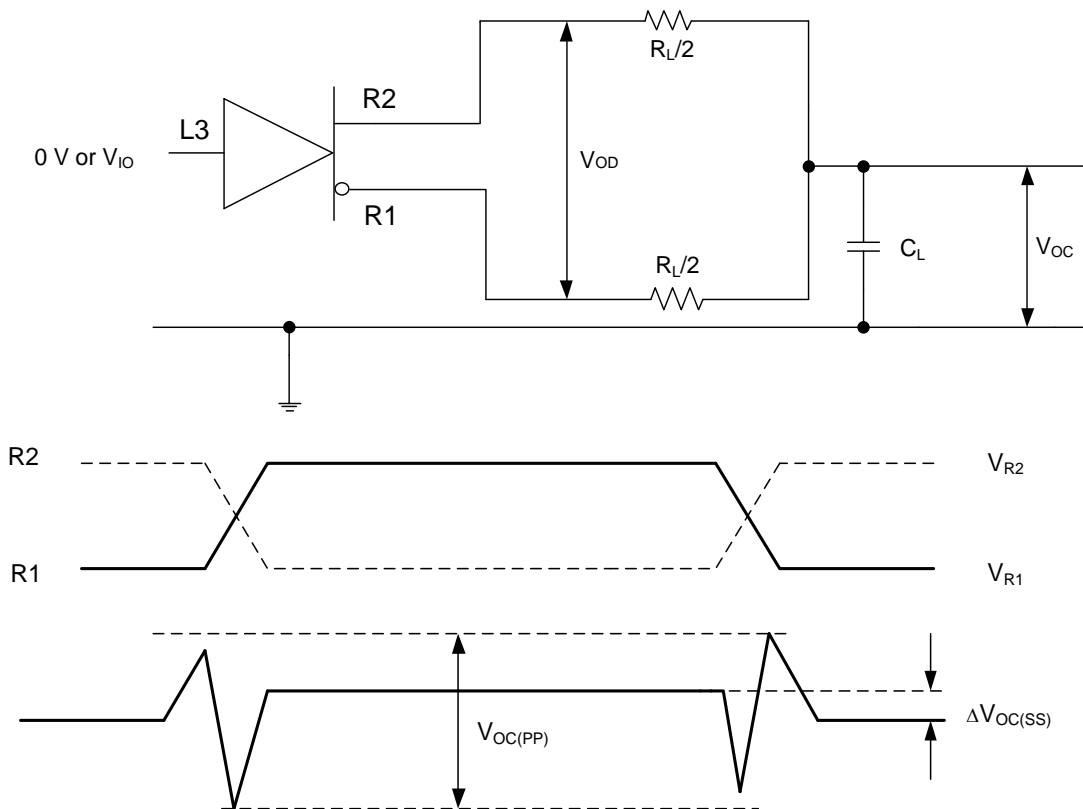 R_L/2
R2
L3
0 V or V_IO
V_OD
R1
V_OC
C_L
R_L/2
R2
V_R2
R1
V_R1
V_OC(PP)
ΔV_OC(SS)